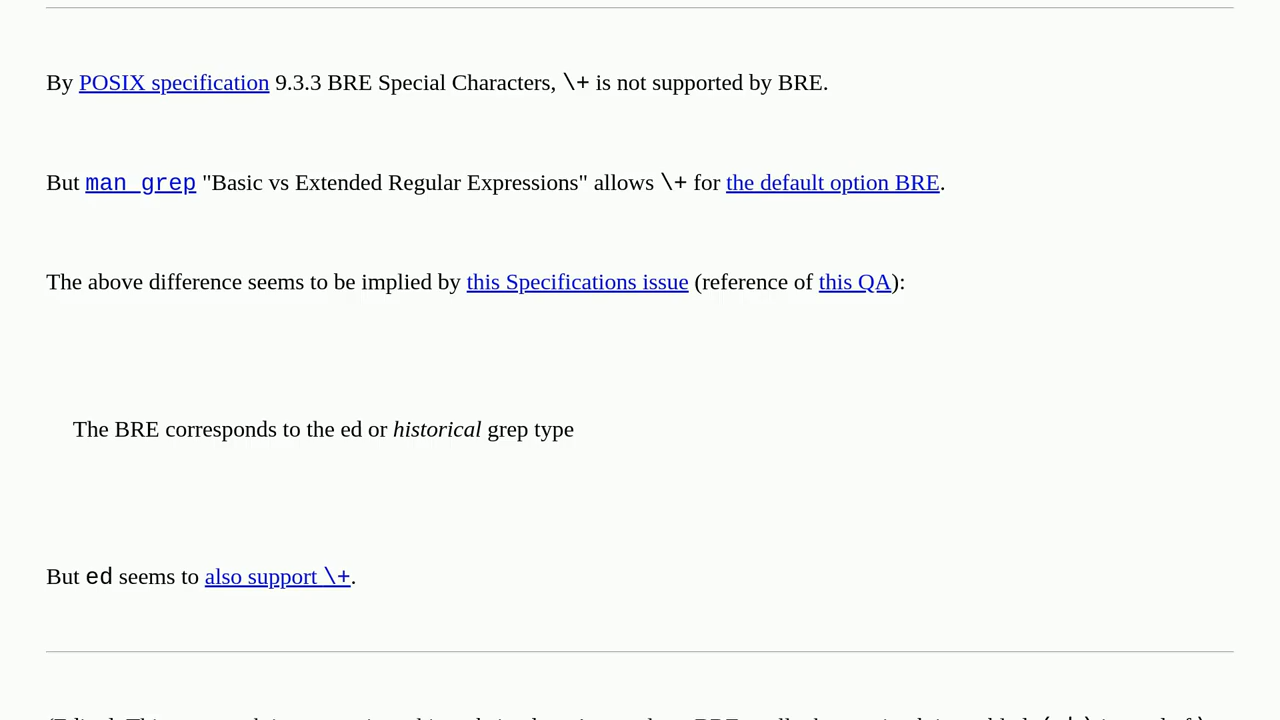 By POSIX specification 9.3.3 BRE Special Characters, \+ is not supported by BRE.
But man grep "Basic vs Extended Regular Expressions" allows \+ for the default option BRE.
The above difference seems to be implied by this Specifications issue (reference of this QA):
The BRE corresponds to the ed or historical grep type
But ed seems to also support \+.